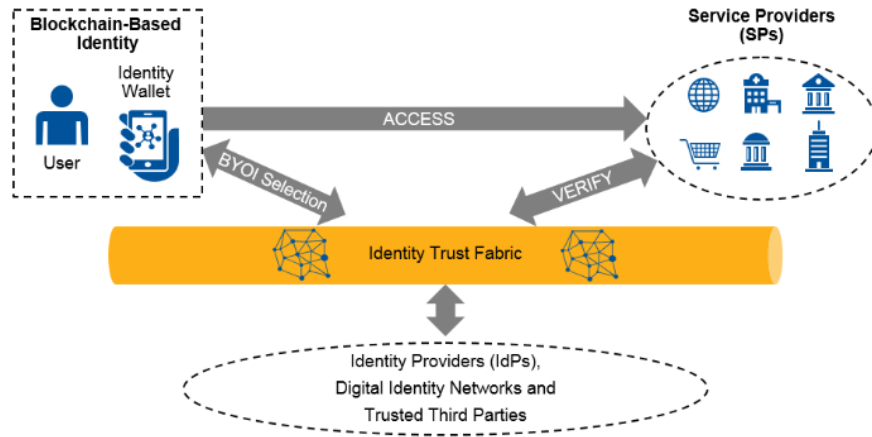 Blockchain-Based
Identity
Identity
Wallet
User
Service Providers
(SPs)
ACCESS
BYOI Selection
VERIFY
Identity Trust Fabric
Identity Providers (IdPs),
Digital Identity Networks and
Trusted Third Parties